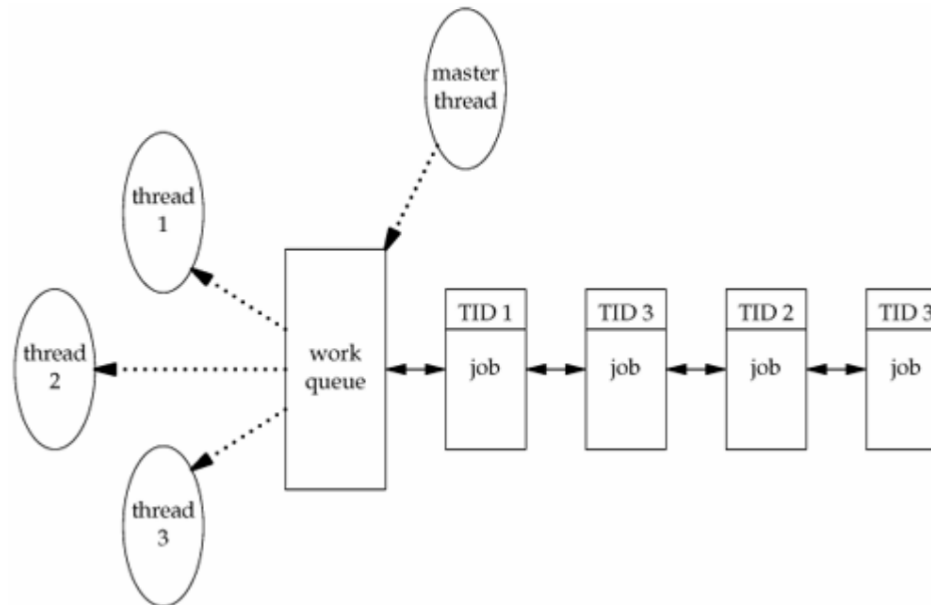 master
thread
thread
1
thread
2
thread
3
work
queue
TID 1
job
TID 3
job
TID 2
job
TID 3
job